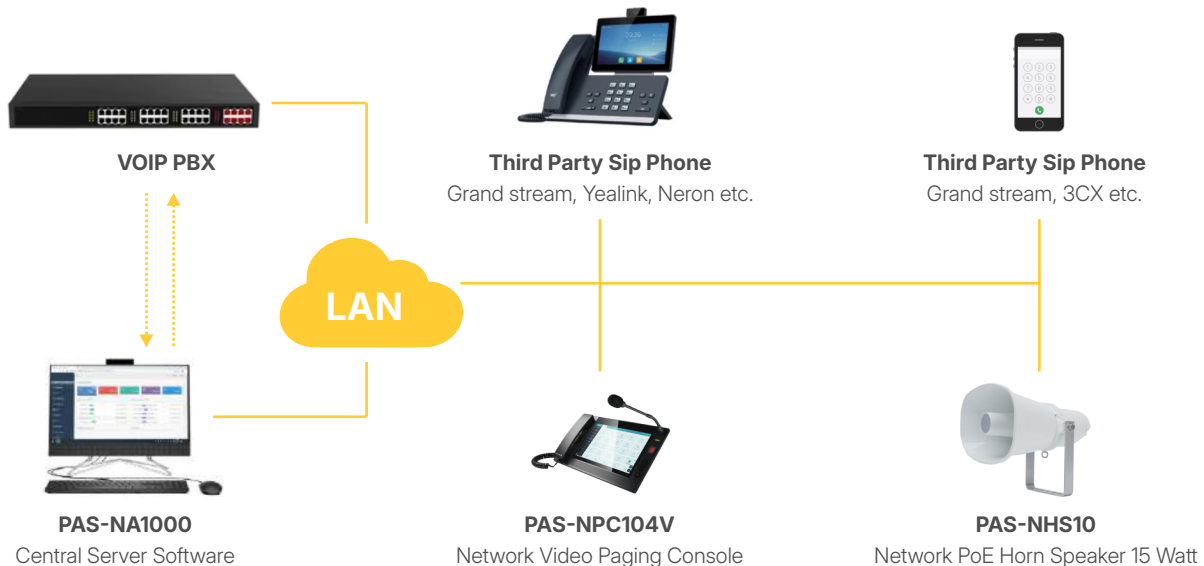 VOIP PBX
Third Party Sip Phone
Grand stream, Yealink, Neron etc.
Third Party Sip Phone
Grand stream, 3CX etc.
LAN
PAS-NA1000
Central Server Software
PAS-NPC104V
Network Video Paging Console
PAS-NHS10
Network PoE Horn Speaker 15 Watt